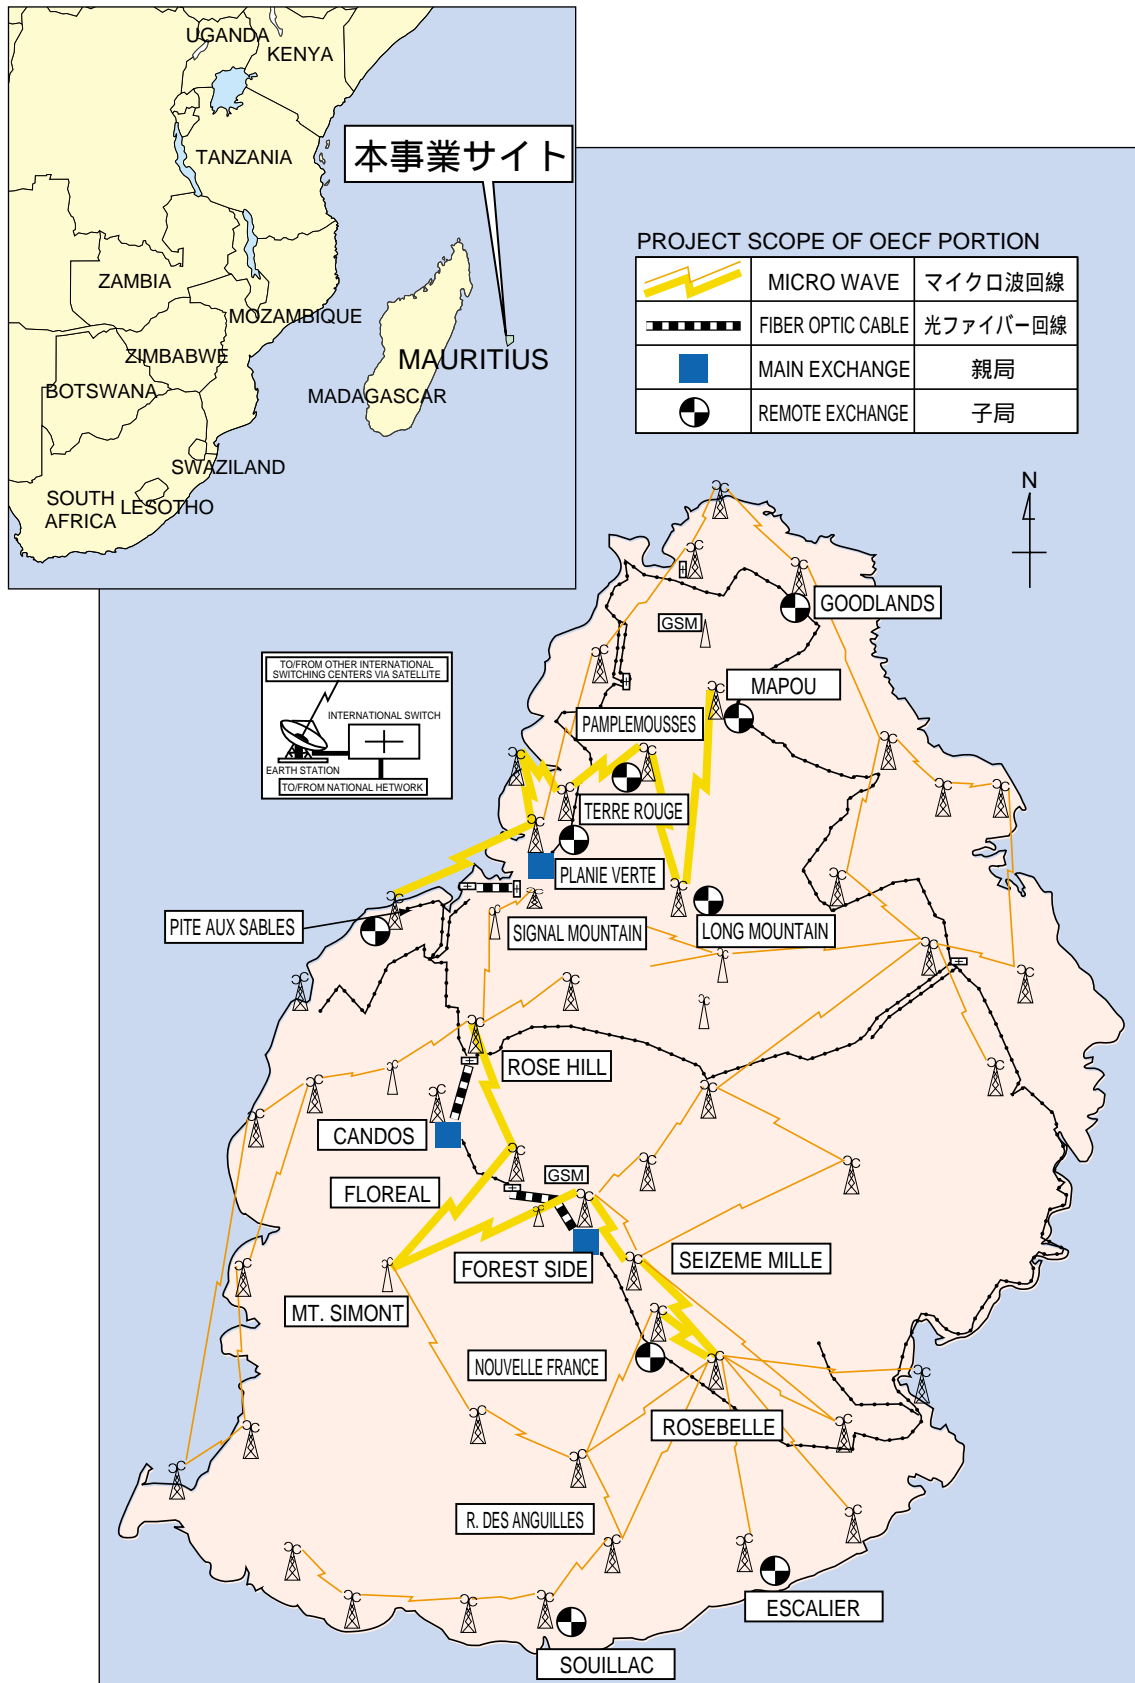 UGANDA
KENYA
TANZANIA
本事業サイト
ZAMBIA
MOZAMBIQUE
ZIMBABWE
MAURITIUS
BOTSWANA
MADAGASCAR
SWAZILAND
SOUTH
AFRICA
LESOTHO
PROJECT SCOPE OF OECF PORTION
MICRO WAVE マイクロ波回線
FIBER OPTIC CABLE 光ファイバー回線
MAIN EXCHANGE 親局
REMOTE EXCHANGE 子局
N
GOODLANDS
GSM
MAPOU
TO/FROM OTHER INTERNATIONAL
SWITCHING CENTERS VIA SATELLITE
INTERNATIONAL SWITCH
EARTH STATION
TO/FROM NATIONAL HETWORK
PAMPLEMOUSSES
TERRE ROUGE
PLANIE VERTE
PITE AUX SABLES
SIGNAL MOUNTAIN
LONG MOUNTAIN
ROSE HILL
CANDOS
FLOREAL
GSM
FOREST SIDE
SEIZEME MILLE
MT. SIMONT
NOUVELLE FRANCE
ROSEBELLE
R. DES ANGUILLES
ESCALIER
SOUILLAC